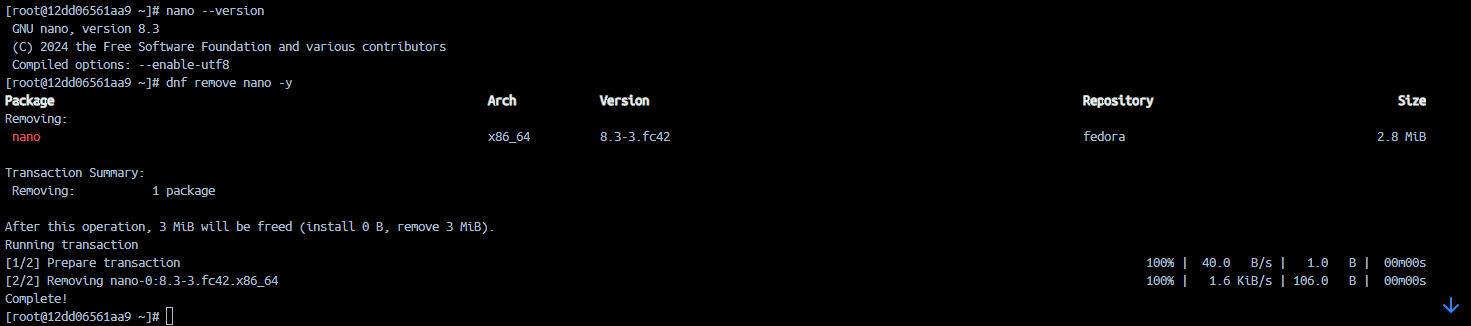 [root@12dd06561aa9 ~]# nano --version
 GNU nano, version 8.3
 (C) 2024 the Free Software Foundation and various contributors
 Compiled options: --enable-utf8
[root@12dd06561aa9 ~]# dnf remove nano -y
Package Arch Version Repository Size
Removing:
 nano x86_64 8.3-3.fc42 fedora 2.8 MiB

Transaction Summary:
 Removing: 1 package

After this operation, 3 MiB will be freed (install 0 B, remove 3 MiB).
Running transaction
[1/2] Prepare transaction 100% | 40.0 B/s | 1.0 B | 00m00s
[2/2] Removing nano-0:8.3-3.fc42.x86_64 100% | 1.6 KiB/s | 106.0 B | 00m00s
Complete!
[root@12dd06561aa9 ~]#